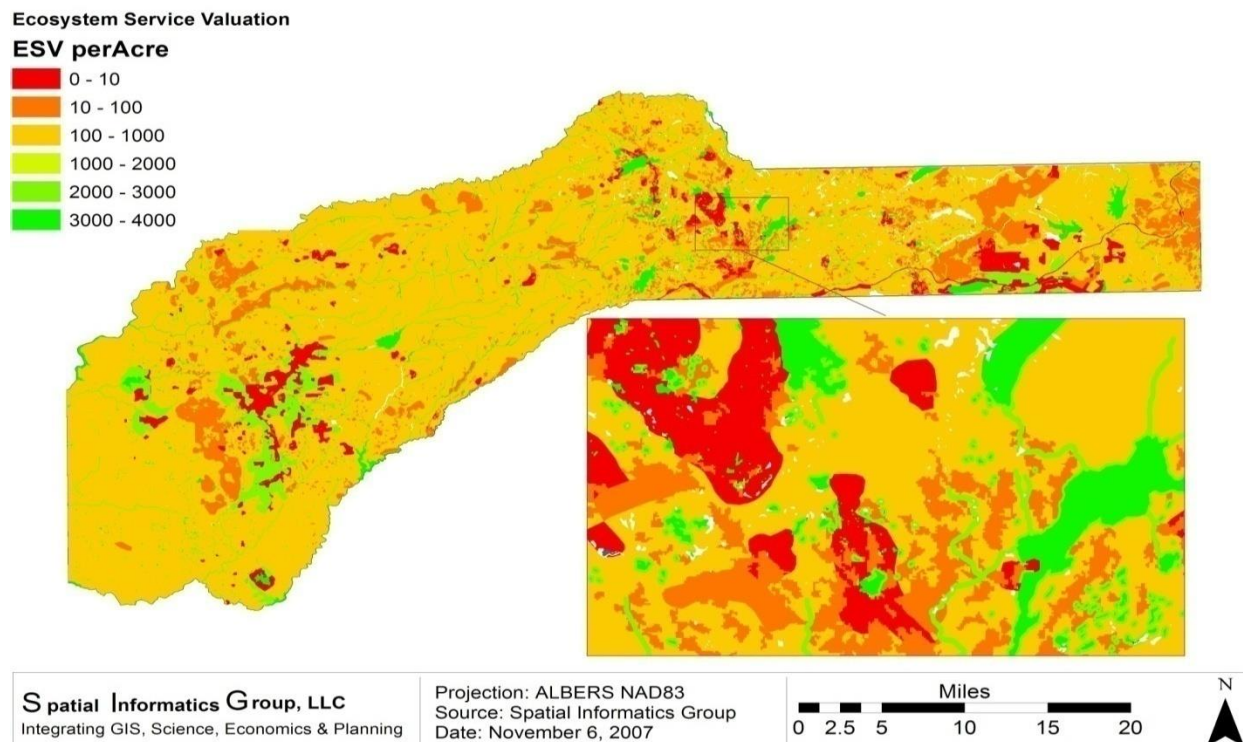 Ecosystem Service Valuation
ESV perAcre
0 - 10
10 - 100
100 - 1000
1000 - 2000
2000 - 3000
3000 - 4000
Spatial Informatics Group, LLC
Integrating GIS, Science, Economics & Planning
Projection: ALBERS NAD83
Source: Spatial Informatics Group
Date: November 6, 2007
Miles
0 2.5 5 10 15 20
N